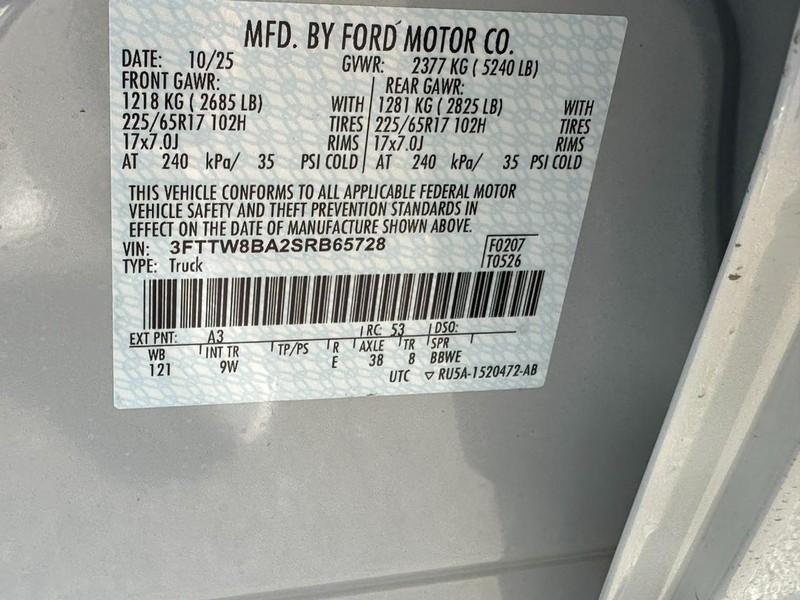 MFD. BY FORD MOTOR CO.
DATE: 10/25 GVWR: 2377 KG ( 5240 LB)
FRONT GAWR: REAR GAWR:
1218 KG ( 2685 LB) WITH 1281 KG ( 2825 LB) WITH
225/65R17 102H TIRES 225/65R17 102H TIRES
17x7.0J RIMS 17x7.0J RIMS
AT 240 kPa/ 35 PSI COLD AT 240 kPa/ 35 PSI COLD
THIS VEHICLE CONFORMS TO ALL APPLICABLE FEDERAL MOTOR
VEHICLE SAFETY AND THEFT PREVENTION STANDARDS IN
EFFECT ON THE DATE OF MANUFACTURE SHOWN ABOVE.
VIN: 3FTTW8BA2SRB65728 F0207
TYPE: Truck T0526
EXT PNT: A3 RC: 53 DSO:
WB INT TR TP/PS R AXLE TR SPR
121 9W E 38 8 BBWE
UTC ▽ RU5A-1520472-AB